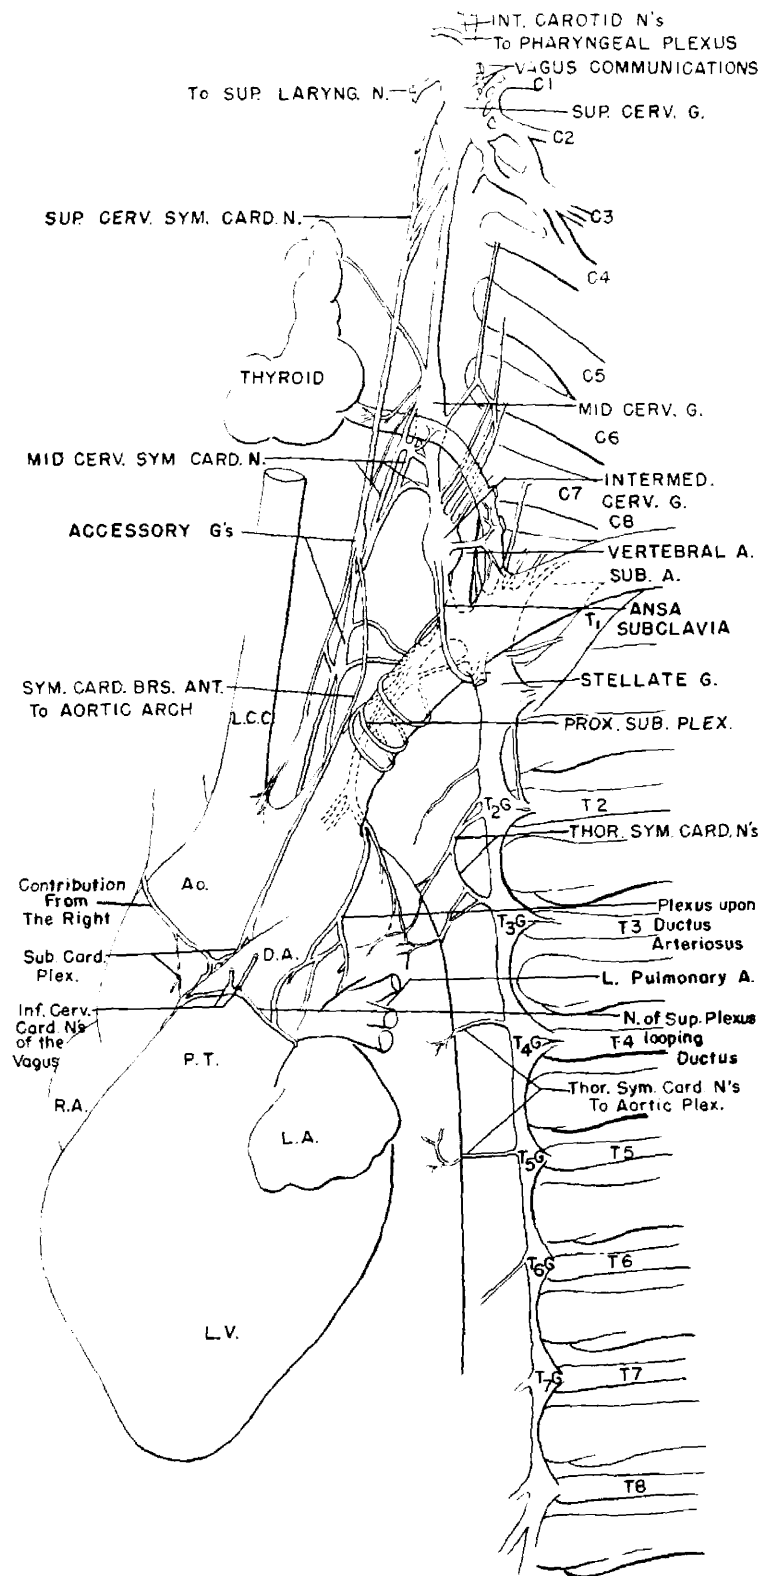 INT. CAROTID N's
To PHARYNGEAL PLEXUS
VAGUS COMMUNICATIONS
C1
To SUP. LARYNG. N.
SUP. CERV. G.
C2
SUP. CERV. SYM. CARD. N.
C3
C4
THYROID
C5
MID CERV. G.
C6
MID CERV. SYM CARD. N.
INTERMED.
CERV. G.
C7
C8
ACCESSORY G's
VERTEBRAL A.
SUB. A.
ANSA
SUBCLAVIA
T1
STELLATE G.
SYM. CARD. BRS. ANT.
To AORTIC ARCH
L.C.C.
PROX. SUB. PLEX.
T2G
T2
THOR. SYM. CARD. N's
Contribution
From
The Right
Ao.
Plexus upon
Ductus
Arteriosus
T3G
T3
Sub. Card.
Plex.
D.A.
L. Pulmonary A.
Inf. Cerv.
Card. N's
of the
Vagus
N. of Sup. Plexus
looping
Ductus
T4G
T4
P.T.
Thor. Sym. Card. N's
To Aortic Plex.
R.A.
L.A.
T5G
T5
T6G
T6
L.V.
T7G
T7
T8